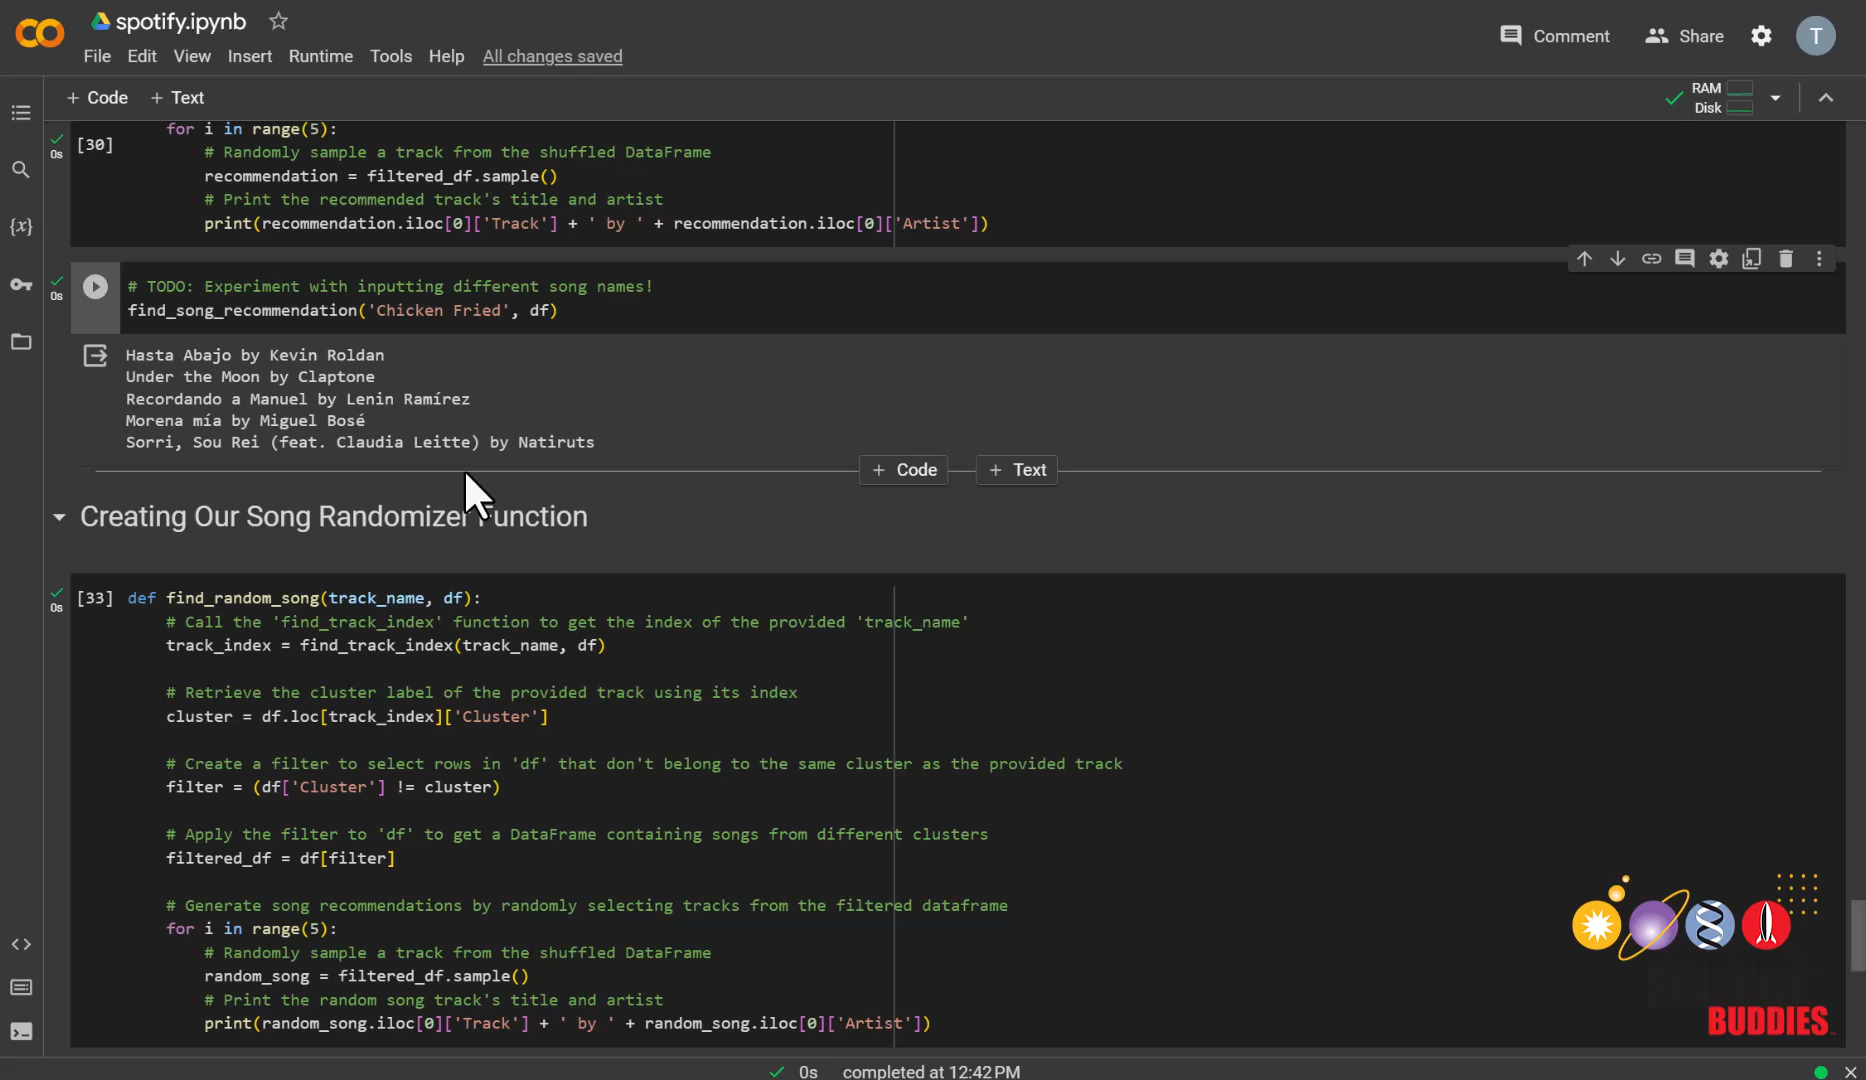 spotify.ipynb
File Edit View Insert Runtime Tools Help All changes saved
Comment Share T
+ Code + Text
RAM
Disk
for i in range(5):
0s [30]
# Randomly sample a track from the shuffled DataFrame
recommendation = filtered_df.sample()
# Print the recommended track's title and artist
print(recommendation.iloc[0]['Track'] + ' by ' + recommendation.iloc[0]['Artist'])
0s
# TODO: Experiment with inputting different song names!
find_song_recommendation('Chicken Fried', df)
Hasta Abajo by Kevin Roldan
Under the Moon by Claptone
Recordando a Manuel by Lenin Ramírez
Morena mía by Miguel Bosé
Sorri, Sou Rei (feat. Claudia Leitte) by Natiruts
+ Code + Text
Creating Our Song Randomizer Function
0s [33] def find_random_song(track_name, df):
# Call the 'find_track_index' function to get the index of the provided 'track_name'
track_index = find_track_index(track_name, df)
# Retrieve the cluster label of the provided track using its index
cluster = df.loc[track_index]['Cluster']
# Create a filter to select rows in 'df' that don't belong to the same cluster as the provided track
filter = (df['Cluster'] != cluster)
# Apply the filter to 'df' to get a DataFrame containing songs from different clusters
filtered_df = df[filter]
# Generate song recommendations by randomly selecting tracks from the filtered dataframe
for i in range(5):
# Randomly sample a track from the shuffled DataFrame
random_song = filtered_df.sample()
# Print the random song track's title and artist
print(random_song.iloc[0]['Track'] + ' by ' + random_song.iloc[0]['Artist'])
BUDDIES
0s completed at 12:42 PM